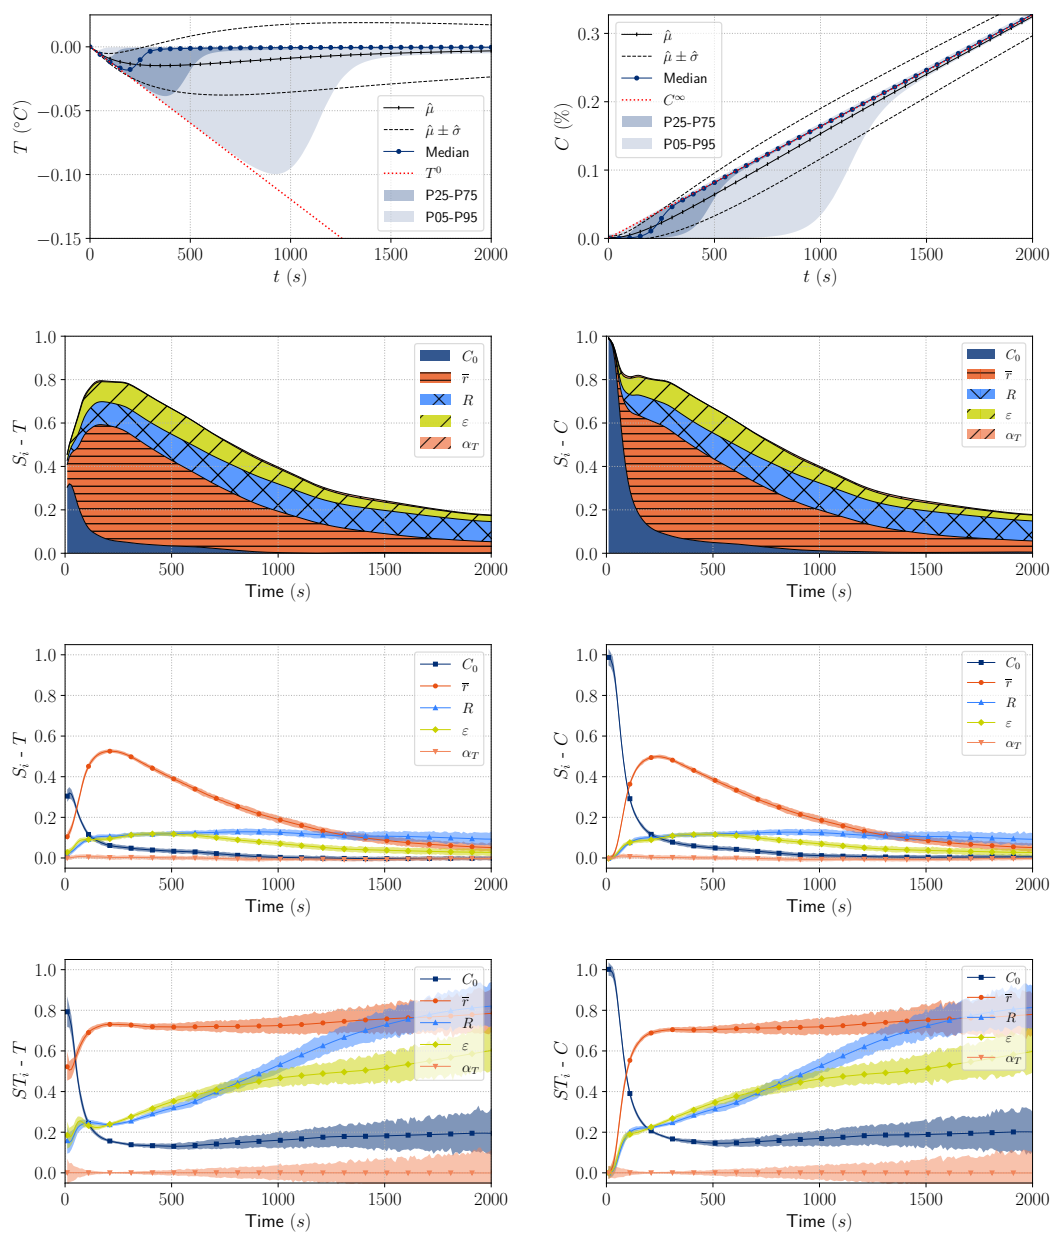 T (°C)
0.00
−0.05
−0.10
−0.15
μ̂
μ̂ ± σ̂
Median
T⁰
P25-P75
P05-P95
0 500 1000 1500 2000
t (s)
C (%)
0.3
0.2
0.1
0.0
μ̂
μ̂ ± σ̂
Median
C^∞
P25-P75
P05-P95
0 500 1000 1500 2000
t (s)
S_i - T
1.0
0.8
0.6
0.4
0.2
0.0
C_0
r̅
R
ε
α_T
0 500 1000 1500 2000
Time (s)
S_i - C
1.0
0.8
0.6
0.4
0.2
0.0
C_0
r̅
R
ε
α_T
0 500 1000 1500 2000
Time (s)
S_i - T
1.0
0.8
0.6
0.4
0.2
0.0
C_0
r̅
R
ε
α_T
0 500 1000 1500 2000
Time (s)
S_i - C
1.0
0.8
0.6
0.4
0.2
0.0
C_0
r̅
R
ε
α_T
0 500 1000 1500 2000
Time (s)
ST_i - T
1.0
0.8
0.6
0.4
0.2
0.0
C_0
r̅
R
ε
α_T
0 500 1000 1500 2000
Time (s)
ST_i - C
1.0
0.8
0.6
0.4
0.2
0.0
C_0
r̅
R
ε
α_T
0 500 1000 1500 2000
Time (s)